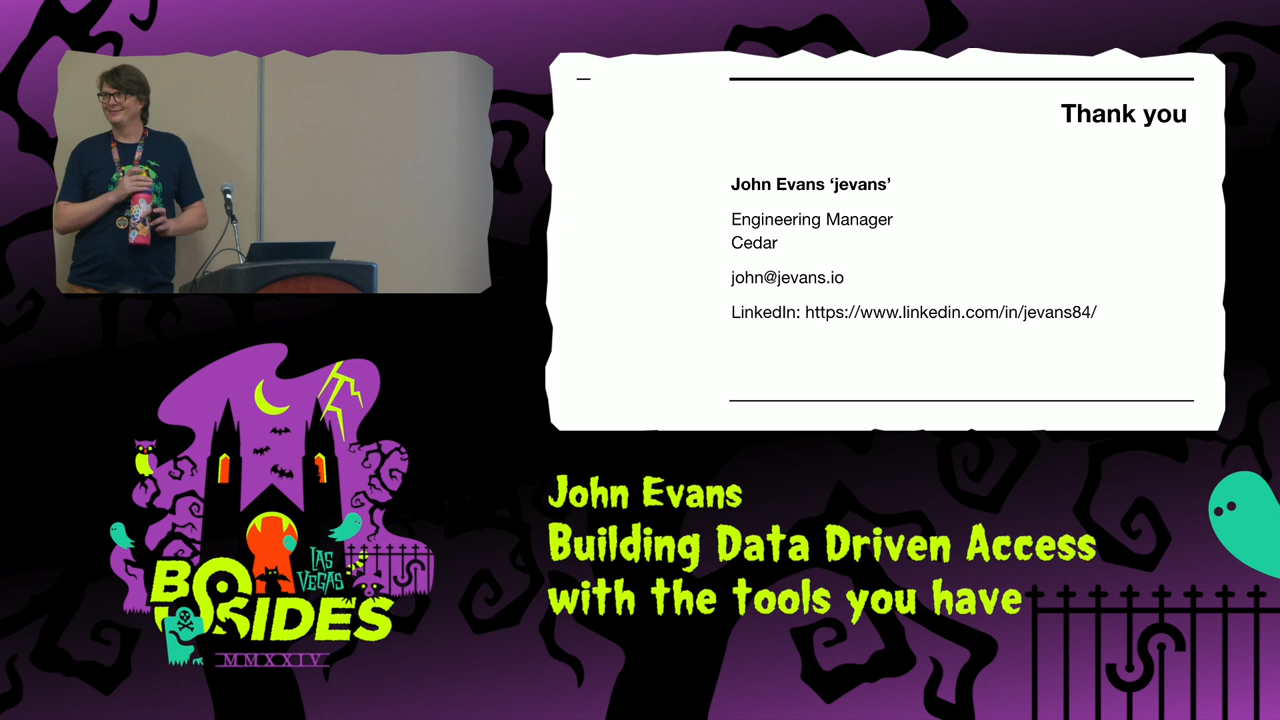 Thank you
John Evans ‘jevans’
Engineering Manager
Cedar
john@jevans.io
LinkedIn: https://www.linkedin.com/in/jevans84/
LAS
VEGAS
BSIDES
MMXXIV
John Evans
Building Data Driven Access
with the tools you have